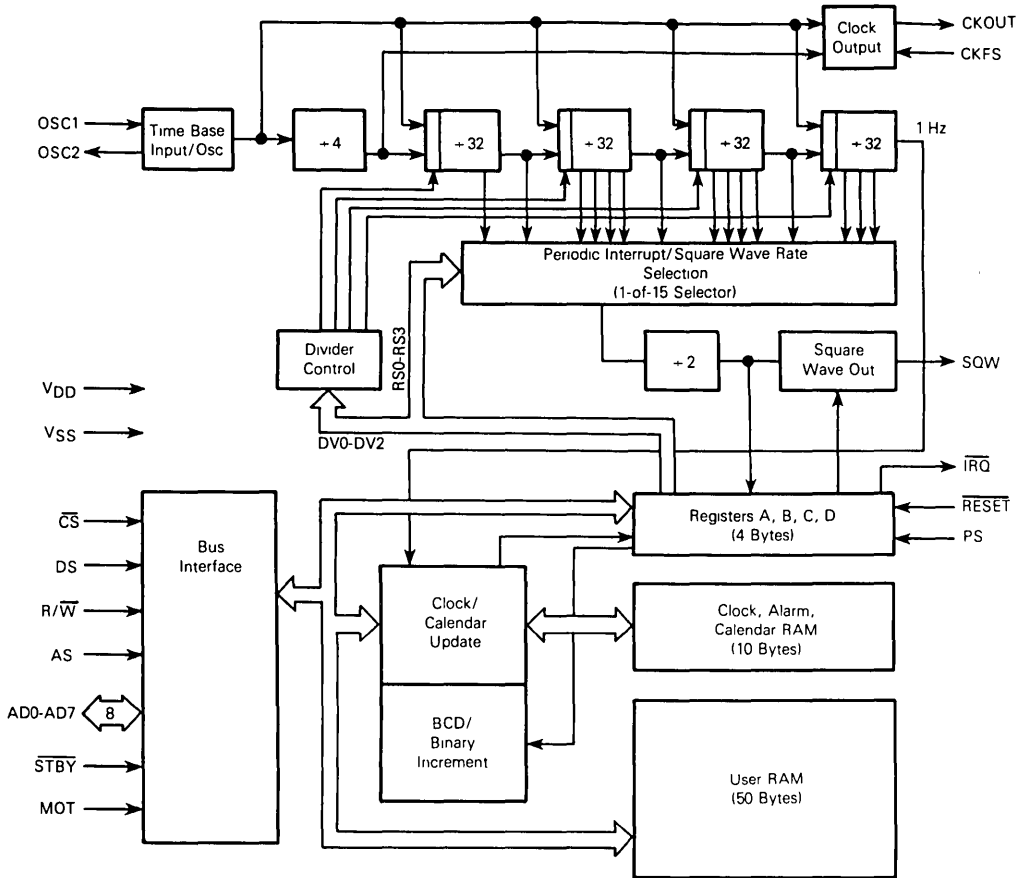 Clock
Output
CKOUT
CKFS
OSC1
OSC2
Time Base
Input/Osc
÷4
÷32
÷32
÷32
÷32
1 Hz
Periodic Interrupt/Square Wave Rate
Selection
(1-of-15 Selector)
Divider
Control
RS0-RS3
÷2
Square
Wave Out
SQW
VDD
VSS
DV0-DV2
IRQ
RESET
PS
Registers A, B, C, D
(4 Bytes)
CS
DS
R/W
AS
AD0-AD7
8
STBY
MOT
Bus
Interface
Clock/
Calendar
Update
BCD/
Binary
Increment
Clock, Alarm,
Calendar RAM
(10 Bytes)
User RAM
(50 Bytes)